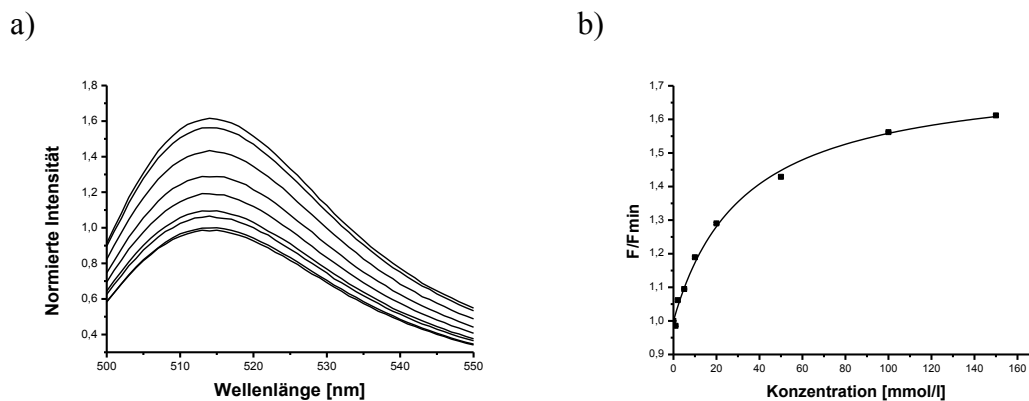 a)
b)
1,8
1,6
1,4
1,2
1,0
0,8
0,6
0,4
500 510 520 530 540 550
Normierte Intensität
Wellenlänge [nm]
1,7
1,6
1,5
1,4
1,3
1,2
1,1
1,0
0,9
0 20 40 60 80 100 120 140 160
F/Fmin
Konzentration [mmol/l]